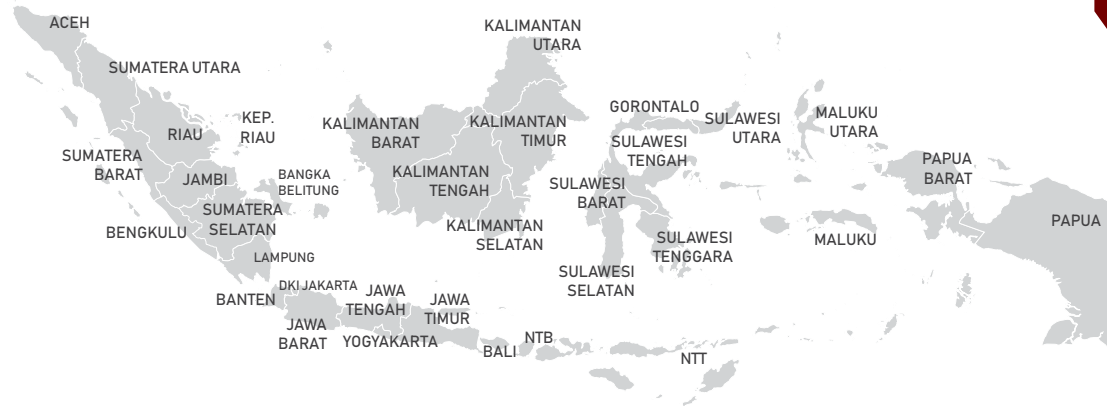 ACEH
SUMATERA UTARA
RIAU
KEP.
RIAU
SUMATERA
BARAT
JAMBI
BANGKA
BELITUNG
SUMATERA
SELATAN
BENGKULU
LAMPUNG
BANTEN
DKI JAKARTA
JAWA
BARAT
JAWA
TENGAH
YOGYAKARTA
JAWA
TIMUR
BALI
NTB
NTT
KALIMANTAN
UTARA
KALIMANTAN
BARAT
KALIMANTAN
TIMUR
KALIMANTAN
TENGAH
KALIMANTAN
SELATAN
GORONTALO
SULAWESI
UTARA
SULAWESI
TENGAH
SULAWESI
BARAT
SULAWESI
TENGGARA
SULAWESI
SELATAN
MALUKU
UTARA
MALUKU
PAPUA
BARAT
PAPUA